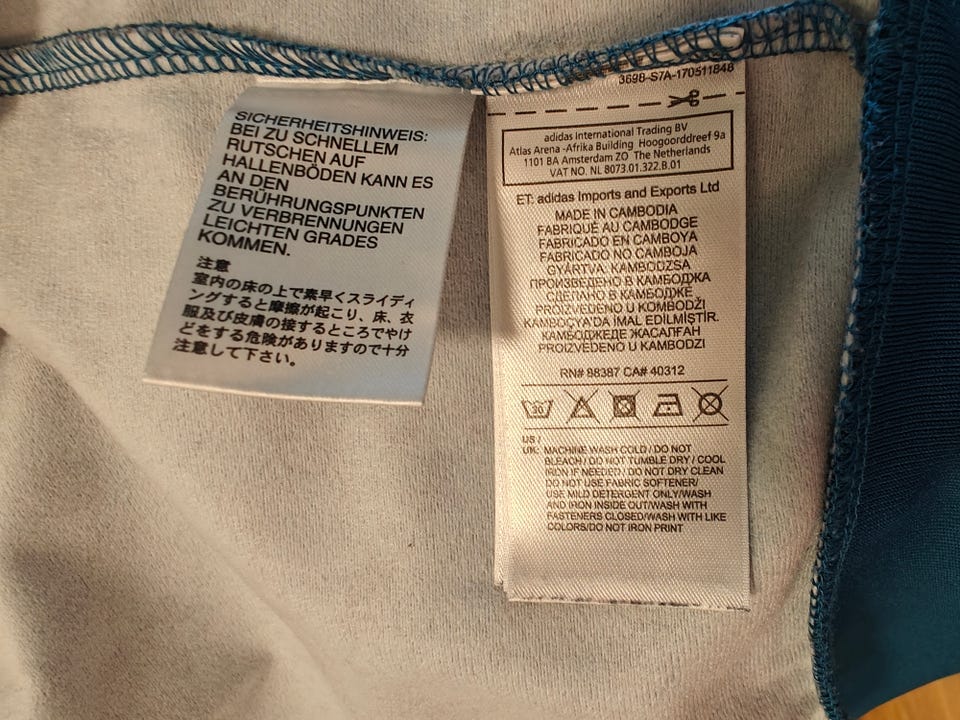 SICHERHEITSHINWEIS:
BEI ZU SCHNELLEM
RUTSCHEN AUF
HALLENBÖDEN KANN ES
AN DEN
BERÜHRUNGSPUNKTEN
ZU VERBRENNUNGEN
LEICHTEN GRADES
KOMMEN.
注意
室内の床の上で素早くスライディ
ングすると摩擦が起こり、床、衣
服及び皮膚の接するところでやけ
どをする危険がありますので十分
注意して下さい。
3698-S7A-170511848
adidas International Trading BV
Atlas Arena -Afrika Building Hoogoorddreef 9a
1101 BA Amsterdam ZO The Netherlands
VAT NO. NL 8073.01.322.B.01
ET: adidas Imports and Exports Ltd
MADE IN CAMBODIA
FABRIQUÉ AU CAMBODGE
FABRICADO EN CAMBOYA
FABRICADO NO CAMBOJA
GYÁRTVA: KAMBODZSA
ПРОИЗВЕДЕНО В КАМБОДЖА
СДЕЛАНО В КАМБОДЖЕ
PROIZVEDENO U KOMBODŽI
KAMBOÇYA'DA İMAL EDİLMİŞTİR.
КАМБОДЖЕДЕ ЖАСАЛҒАН
PROIZVEDENO U KAMBODZI
RN# 88387 CA# 40312
30
US /
UK: MACHINE WASH COLD / DO NOT
BLEACH / DO NOT TUMBLE DRY / COOL
IRON IF NEEDED / DO NOT DRY CLEAN
DO NOT USE FABRIC SOFTENER/
USE MILD DETERGENT ONLY/WASH
AND IRON INSIDE OUT/WASH WITH
FASTENERS CLOSED/WASH WITH LIKE
COLORS/DO NOT IRON PRINT